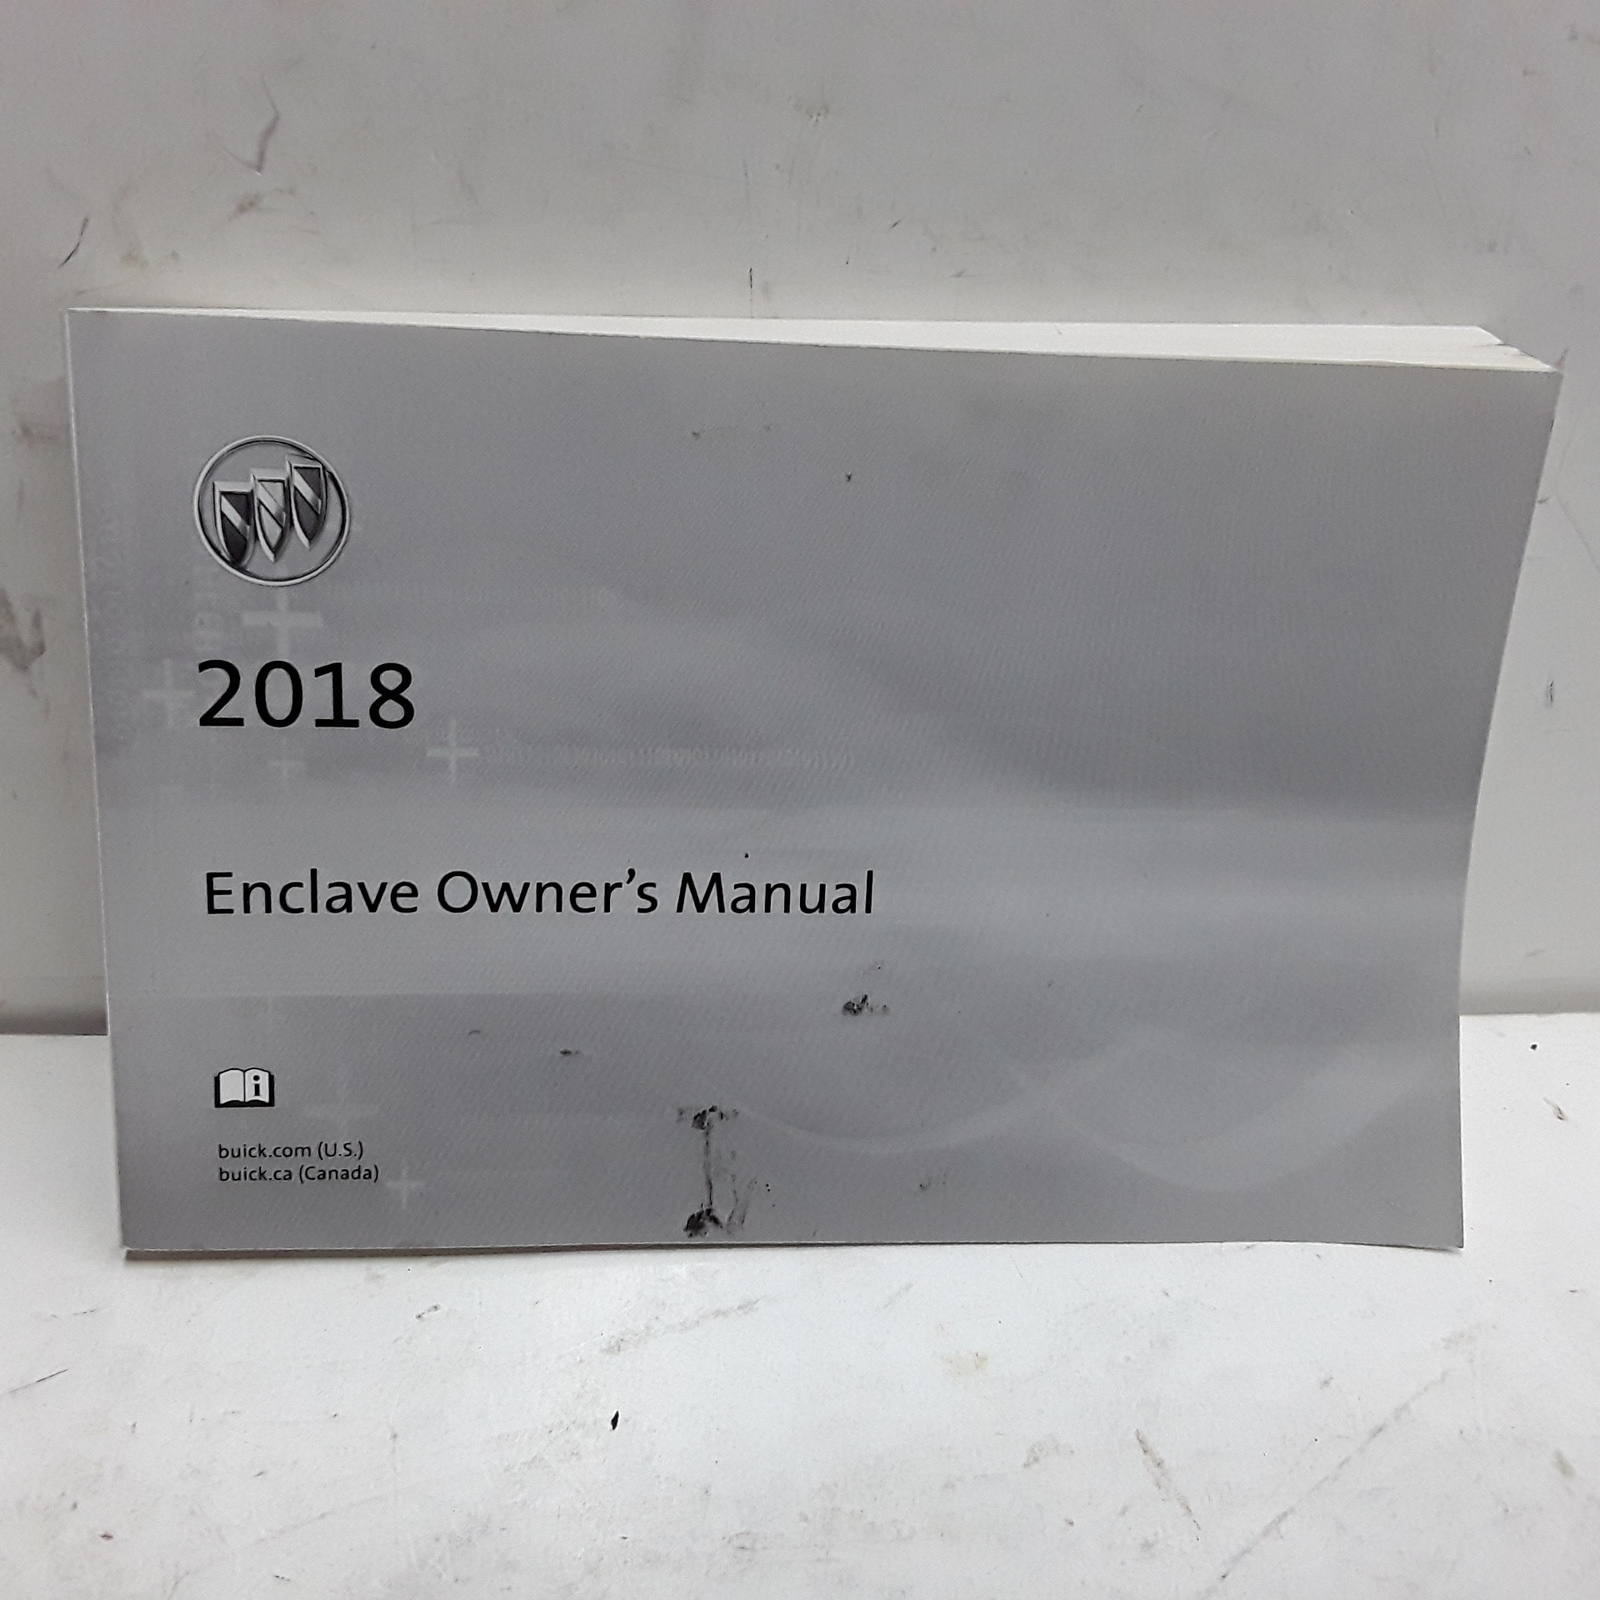 2018
Enclave Owner’s Manual
i
buick.com (U.S.)
buick.ca (Canada)